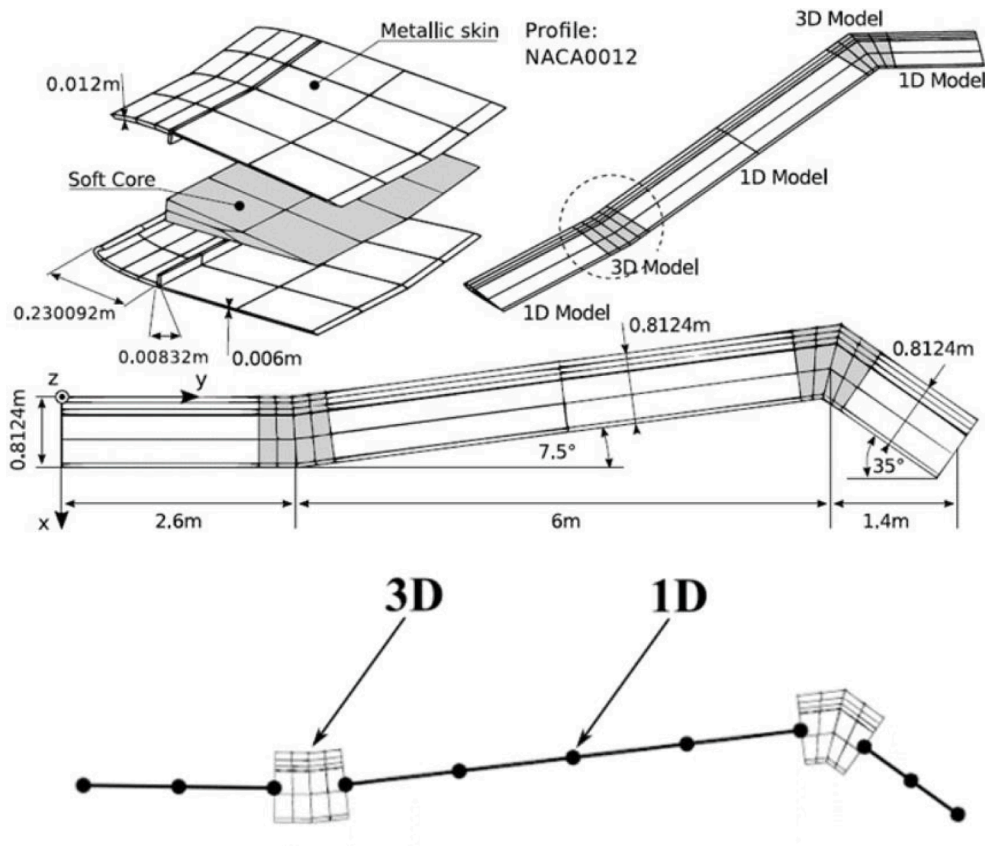 Metallic skin
Profile:
NACA0012
0.012m
Soft Core
0.230092m
0.00832m
0.006m
3D Model
1D Model
1D Model
3D Model
1D Model
z
y
x
0.8124m
0.8124m
0.8124m
7.5°
35°
2.6m
6m
1.4m
3D
1D